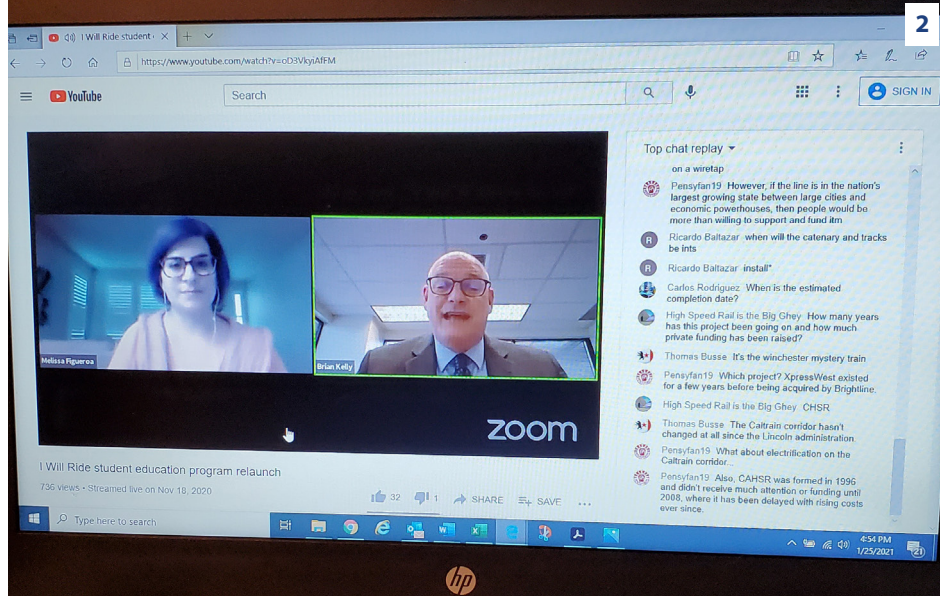 2
I Will Ride student
https://www.youtube.com/watch?v=oD3VkyiAfFM
YouTube
Search
SIGN IN
Top chat replay
on a wiretap
Pensyfan19 However, if the line is in the nation's
largest growing state between large cities and
economic powerhouses, then people would be
more than willing to support and fund itm
R Ricardo Baltazar when will the catenary and tracks
be ints
R Ricardo Baltazar install*
Carlos Rodriguez When is the estimated
completion date?
High Speed Rail is the Big Ghey How many years
has this project been going on and how much
private funding has been raised?
Thomas Busse It's the winchester mystery train
Pensyfan19 Which project? XpressWest existed
for a few years before being acquired by Brightline.
High Speed Rail is the Big Ghey CHSR
Thomas Busse The Caltrain corridor hasn't
changed at all since the Lincoln administration
Pensyfan19 What about electrification on the
Caltrain corridor...
Pensyfan19 Also, CAHSR was formed in 1996
and didn't receive much attention or funding until
2008, where it has been delayed with rising costs
ever since.
Melissa Figueroa
Brian Kelly
zoom
I Will Ride student education program relaunch
736 views • Streamed live on Nov 18, 2020
32
1
SHARE
SAVE
Type here to search
4:54 PM
1/25/2021
21
hp